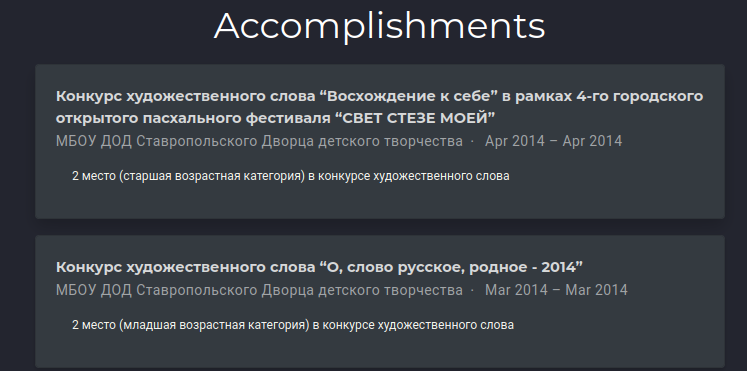 Accomplishments
Конкурс художественного слова “Восхождение к себе” в рамках 4-го городского
открытого пасхального фестиваля “СВЕТ СТЕЗЕ МОЕЙ”
МБОУ ДОД Ставропольского Дворца детского творчества · Apr 2014 – Apr 2014
2 место (старшая возрастная категория) в конкурсе художественного слова
Конкурс художественного слова “О, слово русское, родное - 2014”
МБОУ ДОД Ставропольского Дворца детского творчества · Mar 2014 – Mar 2014
2 место (младшая возрастная категория) в конкурсе художественного слова